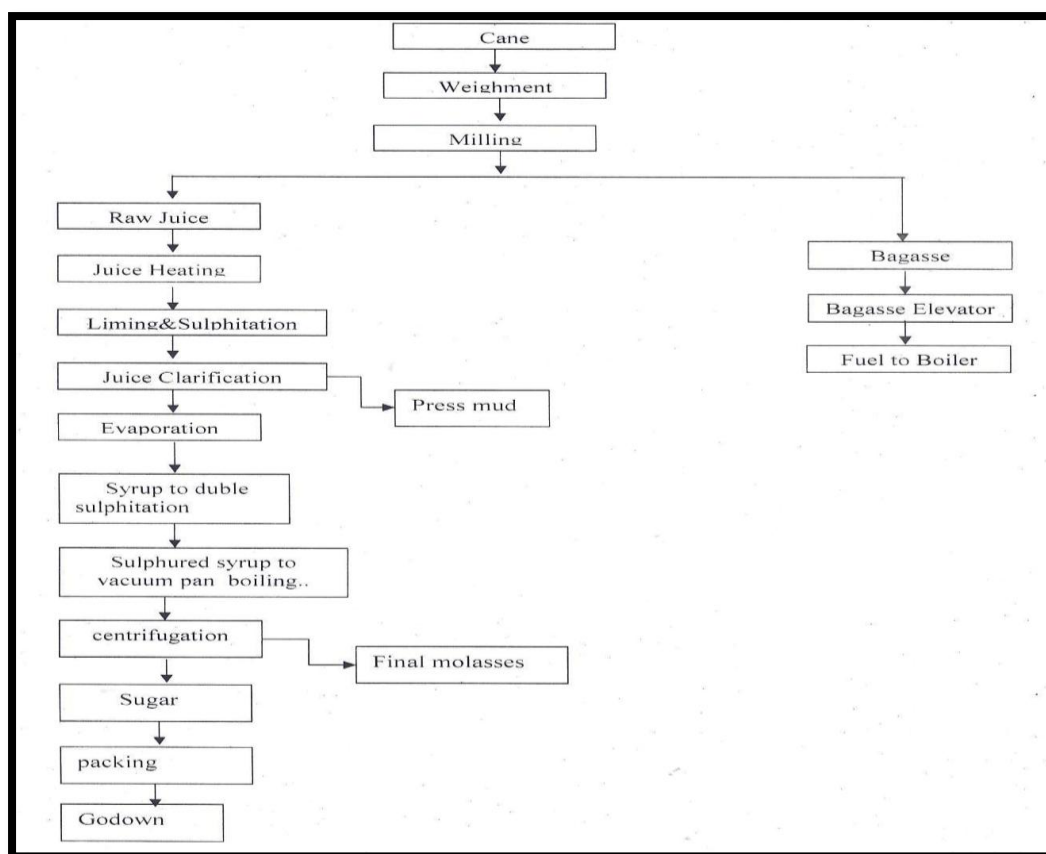 Cane
Weighment
Milling
Raw Juice
Juice Heating
Liming&Sulphitation
Juice Clarification
Press mud
Evaporation
Syrup to duble
sulphitation
Sulphured syrup to
vacuum pan boiling..
centrifugation
Final molasses
Sugar
packing
Godown
Bagasse
Bagasse Elevator
Fuel to Boiler